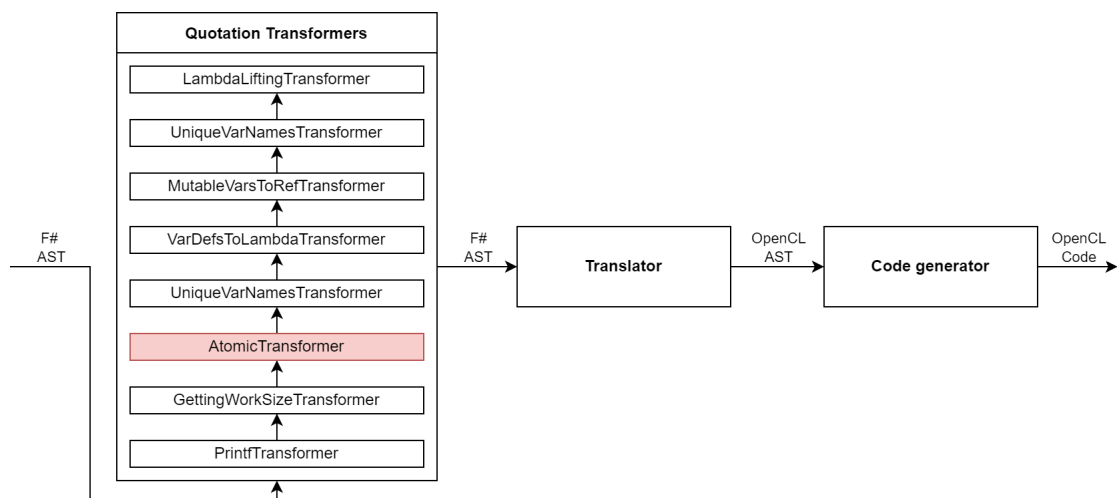 Quotation Transformers
LambdaLiftingTransformer
UniqueVarNamesTransformer
MutableVarsToRefTransformer
VarDefsToLambdaTransformer
UniqueVarNamesTransformer
AtomicTransformer
GettingWorkSizeTransformer
PrintfTransformer
F#
AST
F#
AST
Translator
OpenCL
AST
Code generator
OpenCL
Code